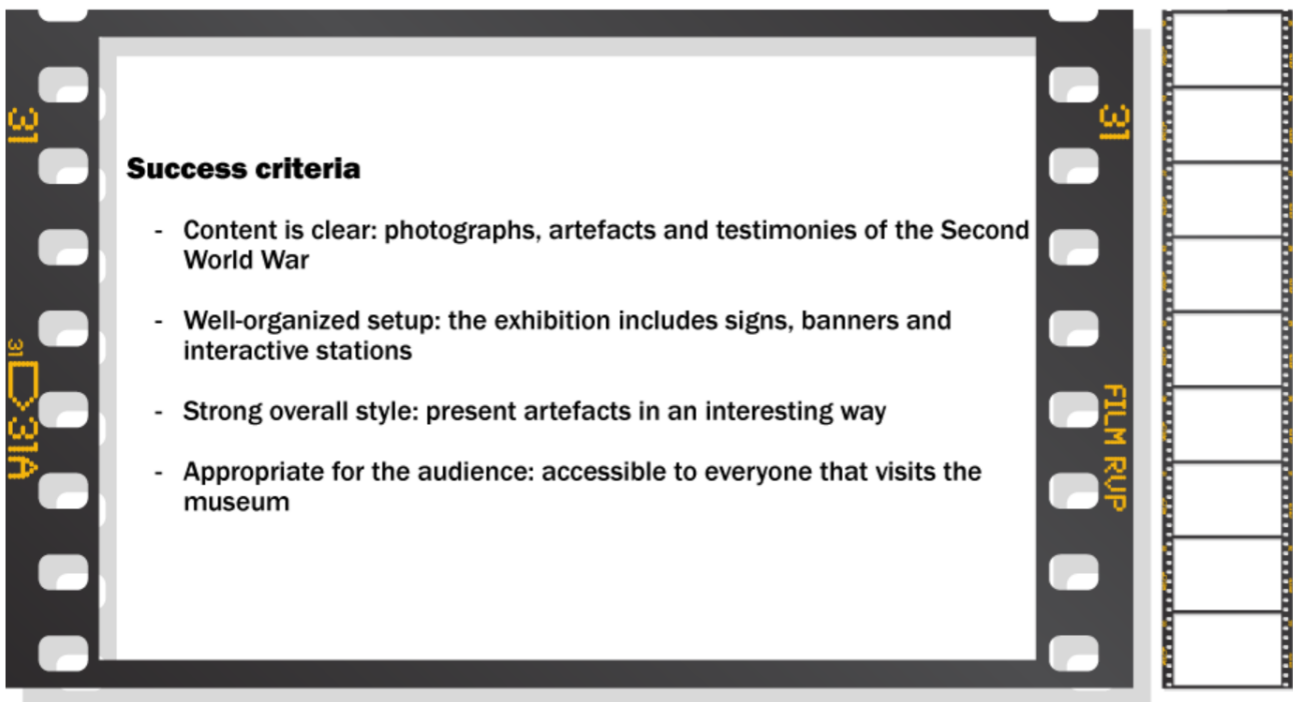 Success criteria
- Content is clear: photographs, artefacts and testimonies of the Second
World War
- Well-organized setup: the exhibition includes signs, banners and
interactive stations
- Strong overall style: present artefacts in an interesting way
- Appropriate for the audience: accessible to everyone that visits the
museum
31
31
31A
31
FILM RVP